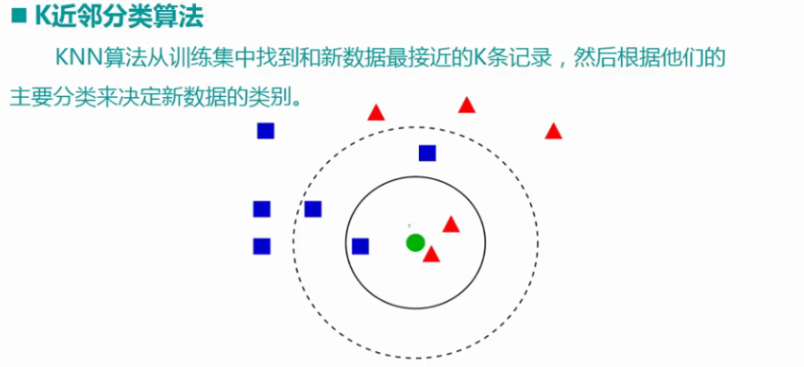 K近邻分类算法
KNN算法从训练集中找到和新数据最接近的K条记录，然后根据他们的
主要分类来决定新数据的类别。